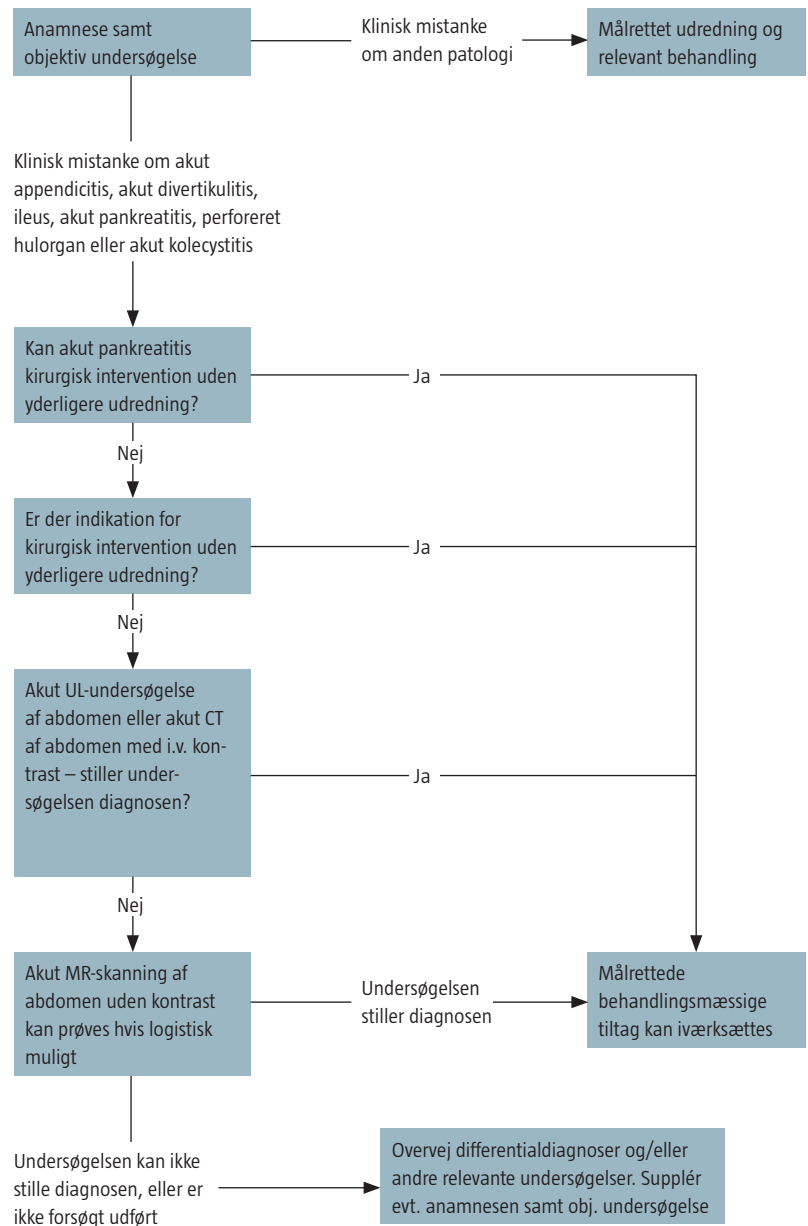 Anamnese samt
objektiv undersøgelse
Klinisk mistanke
om anden patologi
Målrettet udredning og
relevant behandling
Klinisk mistanke om akut
appendicitis, akut divertikulitis,
ileus, akut pankreatitis, perforeret
hulorgan eller akut kolecystitis
Kan akut pankreatitis
kirurgisk intervention uden
yderligere udredning?
Ja
Nej
Er der indikation for
kirurgisk intervention uden
yderligere udredning?
Ja
Nej
Akut UL-undersøgelse
af abdomen eller akut CT
af abdomen med i.v. kon-
trast – stiller under-
søgelsen diagnosen?
Ja
Nej
Akut MR-skanning af
abdomen uden kontrast
kan prøves hvis logistisk
muligt
Undersøgelsen
stiller diagnosen
Målrettede
behandlingsmæssige
tiltag kan iværksættes
Undersøgelsen kan ikke
stille diagnosen, eller er
ikke forsøgt udført
Overvej differentialdiagnoser og/eller
andre relevante undersøgelser. Supplér
evt. anamnesen samt obj. undersøgelse